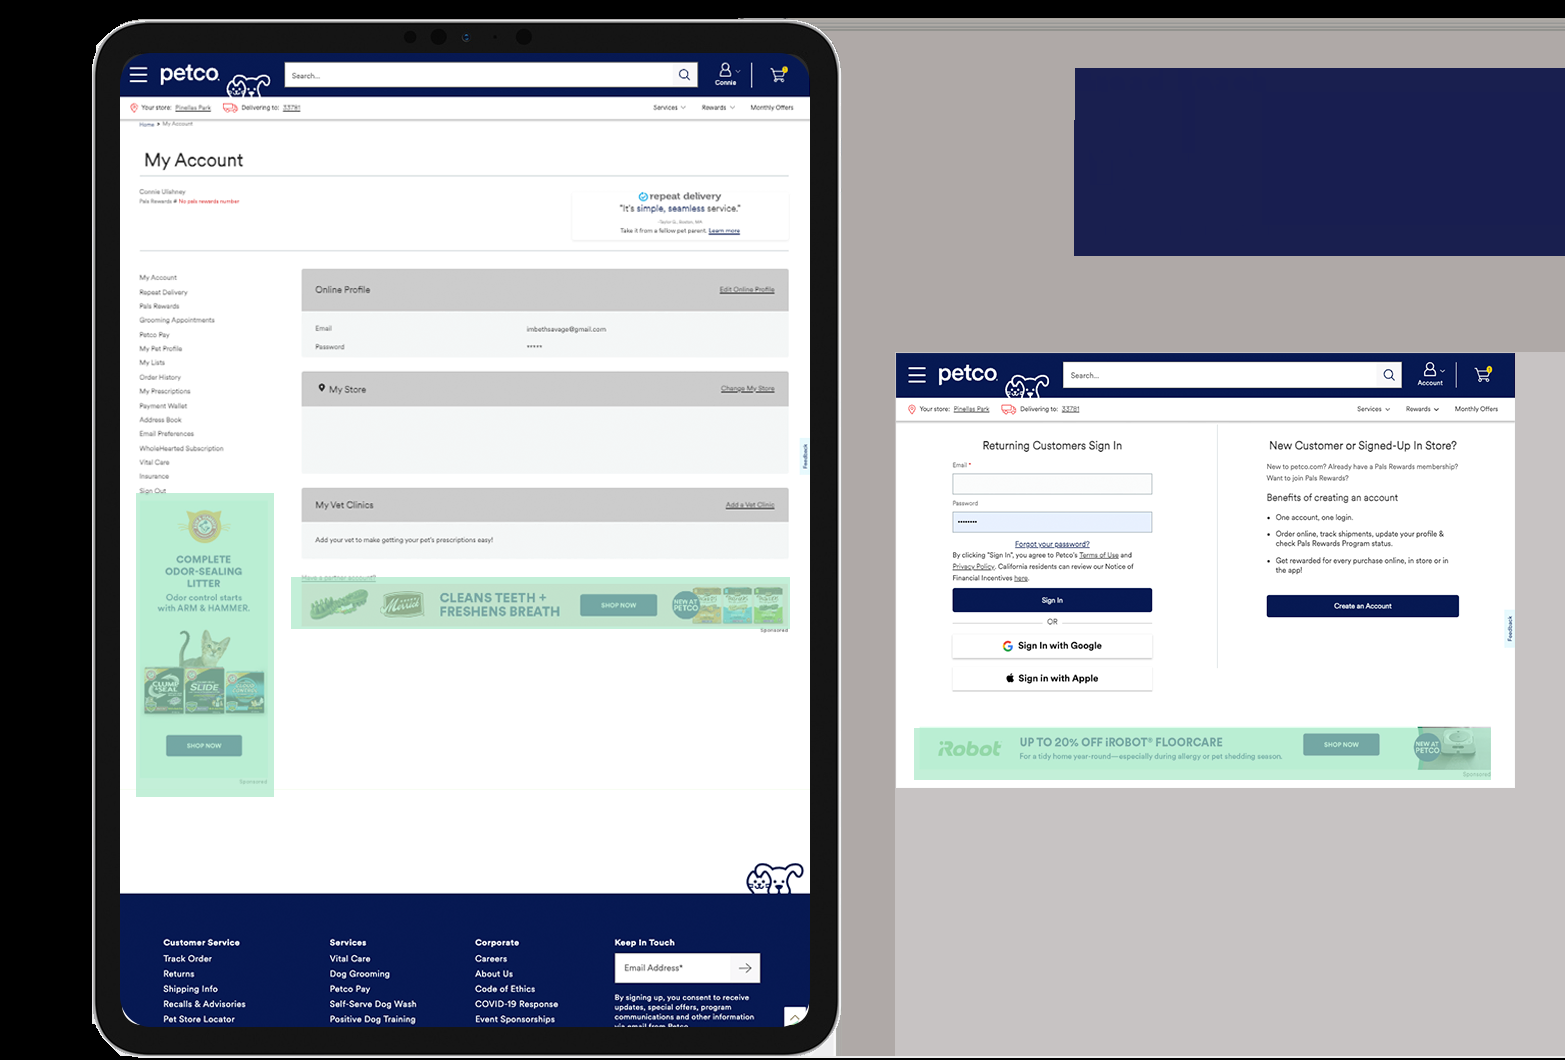 petco
Search...
Connie
Your store: Pinellas Park
Delivering to: 33781
Services
Rewards
Monthly Offers
Home
My Account
My Account
Connie Ulishney
Pals Rewards # No pals rewards number
repeat delivery
"It's simple, seamless service."
Take it from a fellow pet parent. Learn more
My Account
Repeat Delivery
Pals Rewards
Grooming Appointments
Petco Pay
My Pet Profile
My Lists
Order History
My Prescriptions
Payment Wallet
Address Book
Email Preferences
WholeHearted Subscription
Vital Care
Insurance
Sign Out
Online Profile
Edit Online Profile
Email
imbethsavage@gmail.com
Password
*****
My Store
Change My Store
My Vet Clinics
Add a Vet Clinic
Add your vet to make getting your pet's prescriptions easy!
Have a partner account?
Feedback
COMPLETE
ODOR-SEALING
LITTER
Odor control starts
with ARM & HAMMER.
CLUMP & SEAL
SLIDE
CLOUD CONTROL
SHOP NOW
Sponsored
Merrick
CLEANS TEETH +
FRESHENS BREATH
SHOP NOW
NEW AT
PETCO
Sponsored
Customer Service
Track Order
Returns
Shipping Info
Recalls & Advisories
Pet Store Locator
Services
Vital Care
Dog Grooming
Petco Pay
Self-Serve Dog Wash
Positive Dog Training
Corporate
Careers
About Us
Code of Ethics
COVID-19 Response
Event Sponsorships
Keep In Touch
Email Address*
By signing up, you consent to receive
updates, special offers, program
communications and other information
via email from Petco.
petco
Search...
Account
Your store: Pinellas Park
Delivering to: 33781
Services
Rewards
Monthly Offers
Returning Customers Sign In
Email *
Password
••••••••
Forgot your password?
By clicking "Sign In", you agree to Petco's Terms of Use and
Privacy Policy. California residents can review our Notice of
Financial Incentives here.
Sign In
OR
Sign In with Google
Sign in with Apple
New Customer or Signed-Up In Store?
New to petco.com? Already have a Pals Rewards membership?
Want to join Pals Rewards?
Benefits of creating an account
• One account, one login.
• Order online, track shipments, update your profile &
check Pals Rewards Program status.
• Get rewarded for every purchase online, in store or in
the app!
Create an Account
Feedback
iRobot
UP TO 20% OFF iROBOT® FLOORCARE
For a tidy home year-round—especially during allergy or pet shedding season.
SHOP NOW
NEW AT
PETCO
Sponsored